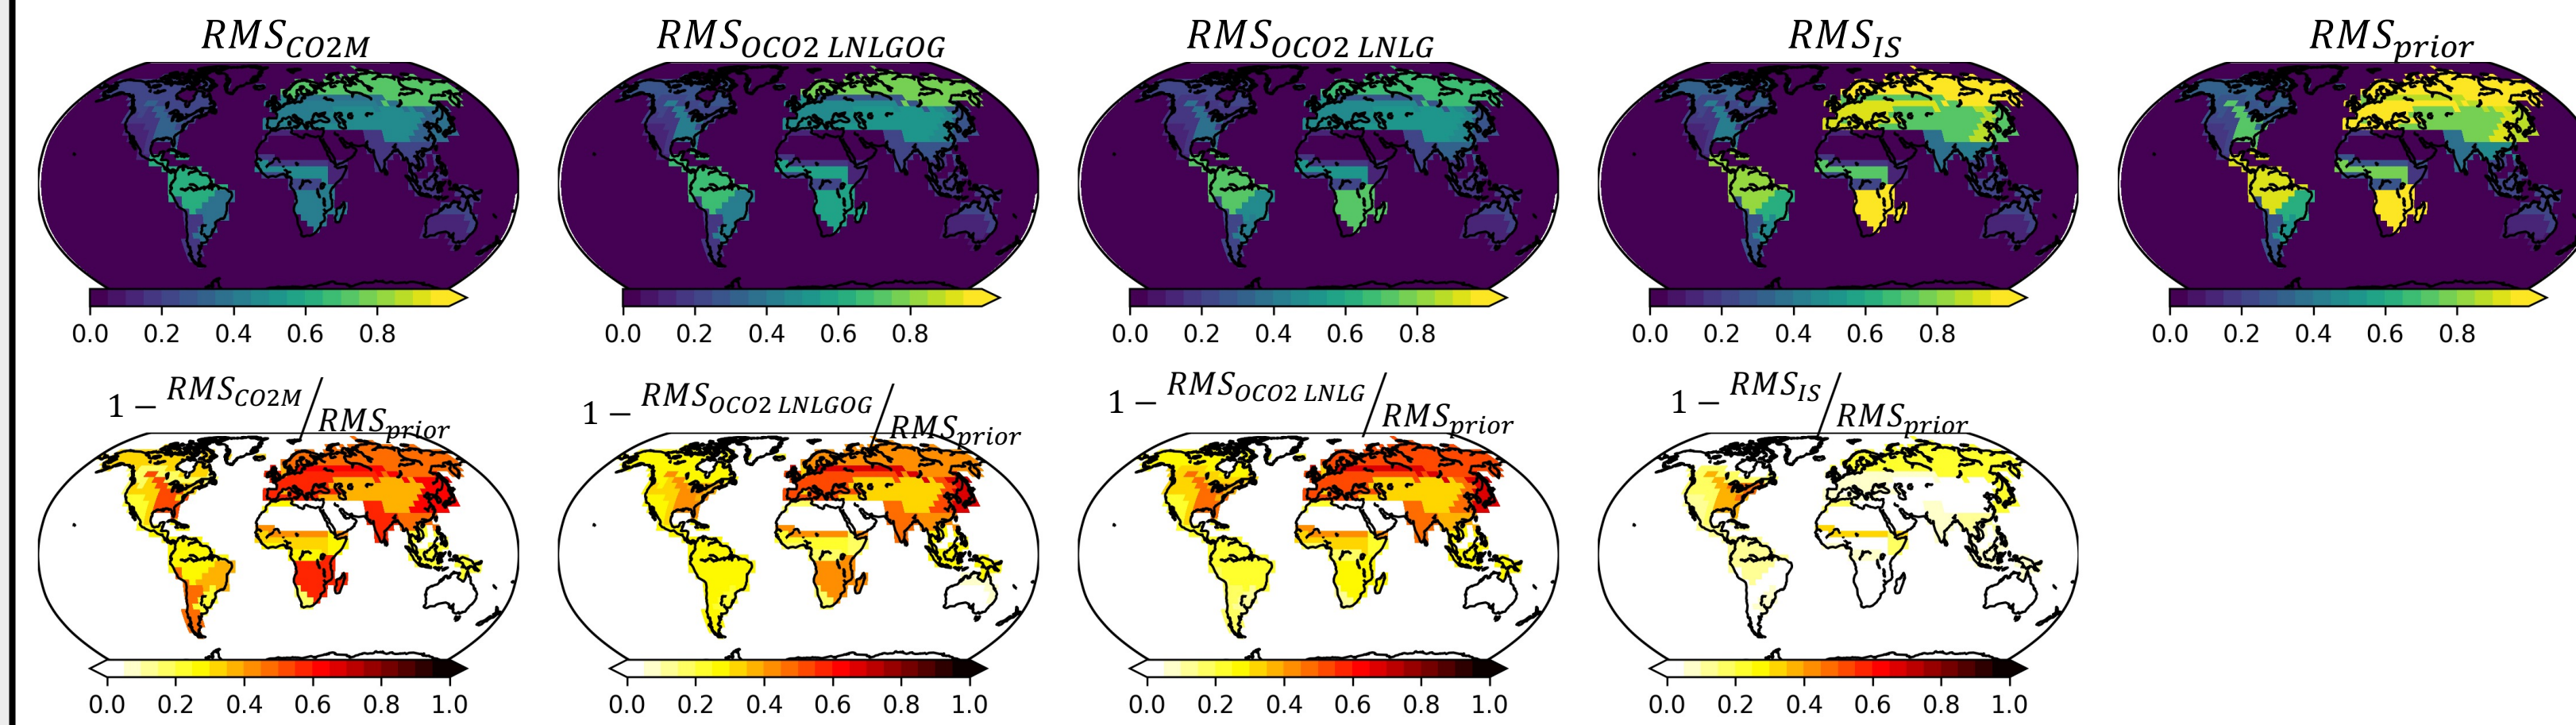 RMS_CO2M RMS_OCO2 LNLGOG RMS_OCO2 LNLG RMS_IS RMS_prior
0.0 0.2 0.4 0.6 0.8 0.0 0.2 0.4 0.6 0.8 0.0 0.2 0.4 0.6 0.8 0.0 0.2 0.4 0.6 0.8 0.0 0.2 0.4 0.6 0.8
1 − RMS_CO2M / RMS_prior 1 − RMS_OCO2 LNLGOG / RMS_prior 1 − RMS_OCO2 LNLG / RMS_prior 1 − RMS_IS / RMS_prior
0.0 0.2 0.4 0.6 0.8 1.0 0.0 0.2 0.4 0.6 0.8 1.0 0.0 0.2 0.4 0.6 0.8 1.0 0.0 0.2 0.4 0.6 0.8 1.0